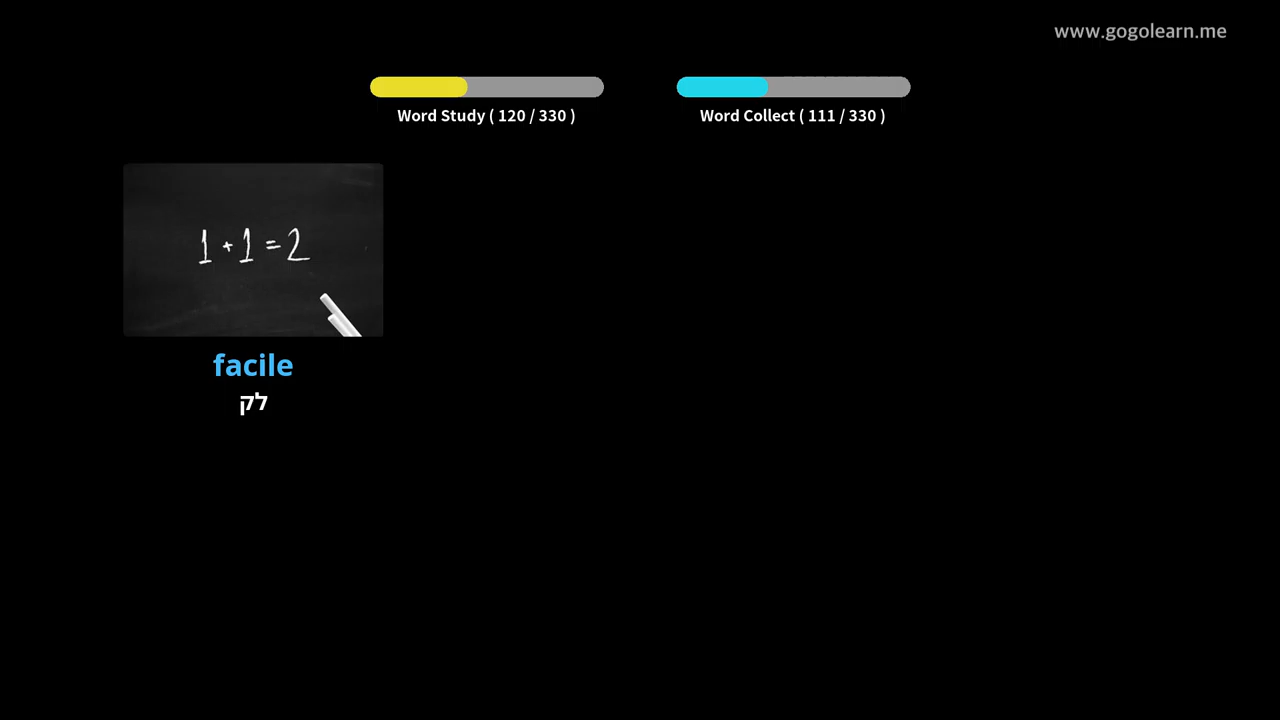 www.gogolearn.me
Word Study ( 120 / 330 )
Word Collect ( 111 / 330 )
1 + 1 = 2
facile
לק